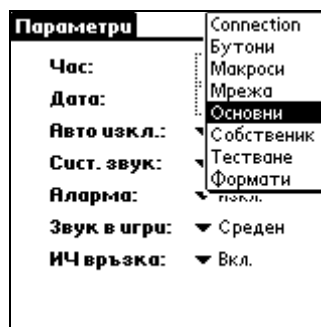 Параметри
Connection
Бутони
Макроси
Мрежа
Основни
Собственик
Тестване
Формати
Час:
Дата:
Авто изкл.:
Сист. звук:
Аларма:
Звук в игри: Среден
ИЧ връзка: Вкл.